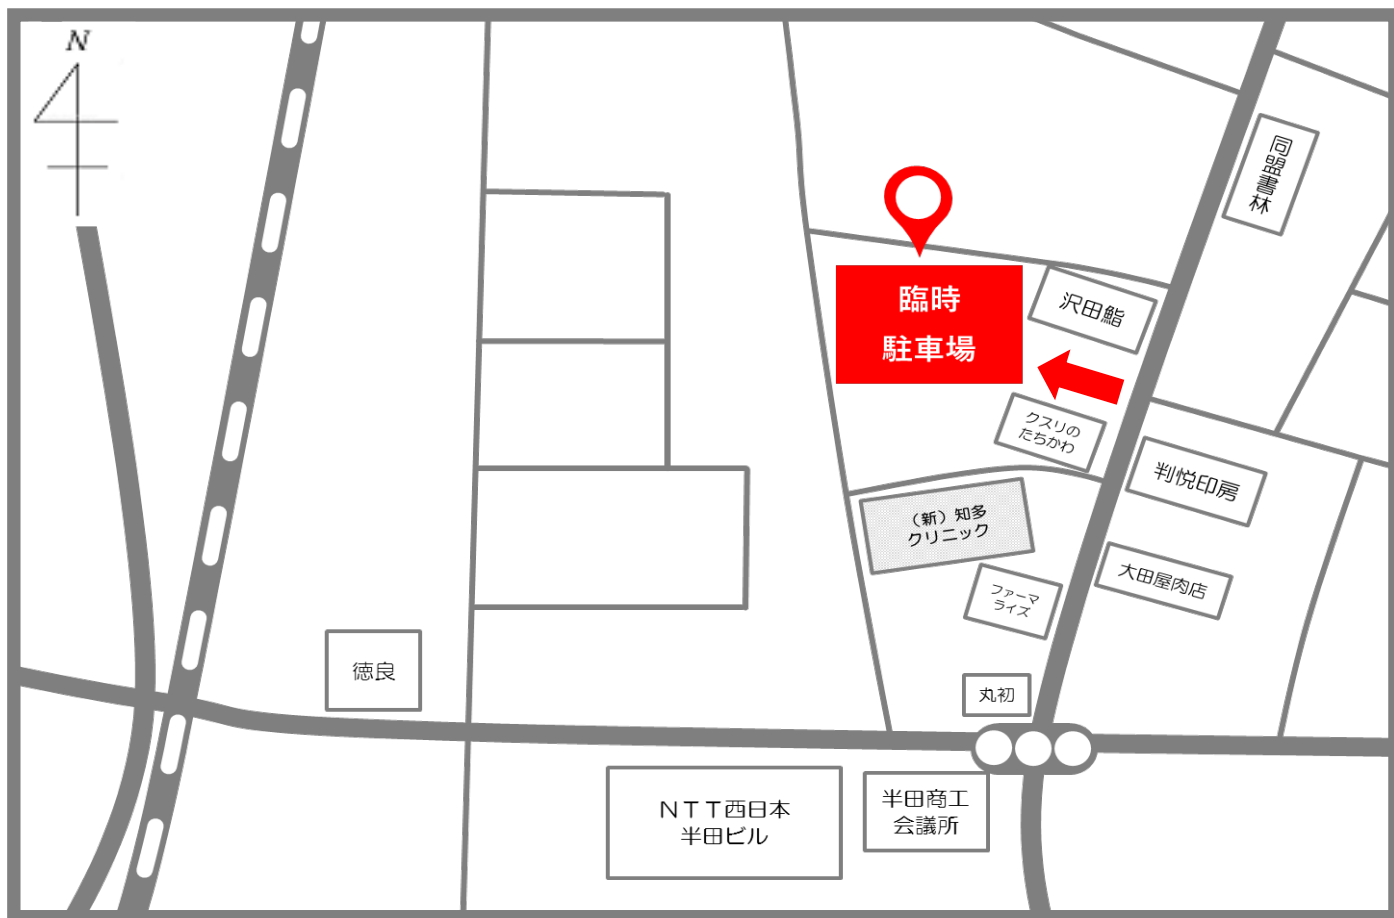 N
同盟書林
臨時
駐車場
沢田鮨
クスリの
たちかわ
判悦印房
（新）知多
クリニック
大田屋肉店
ファーマ
ライズ
徳良
丸初
ＮＴＴ西日本
半田ビル
半田商工
会議所